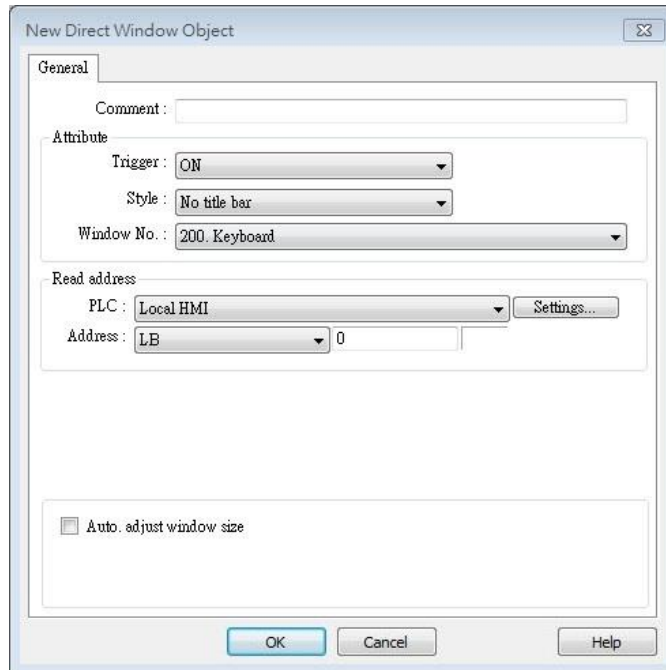 New Direct Window Object
General
Comment :
Attribute
Trigger : ON
Style : No title bar
Window No. : 200. Keyboard
Read address
PLC : Local HMI Settings...
Address : LB 0
Auto. adjust window size
OK Cancel Help